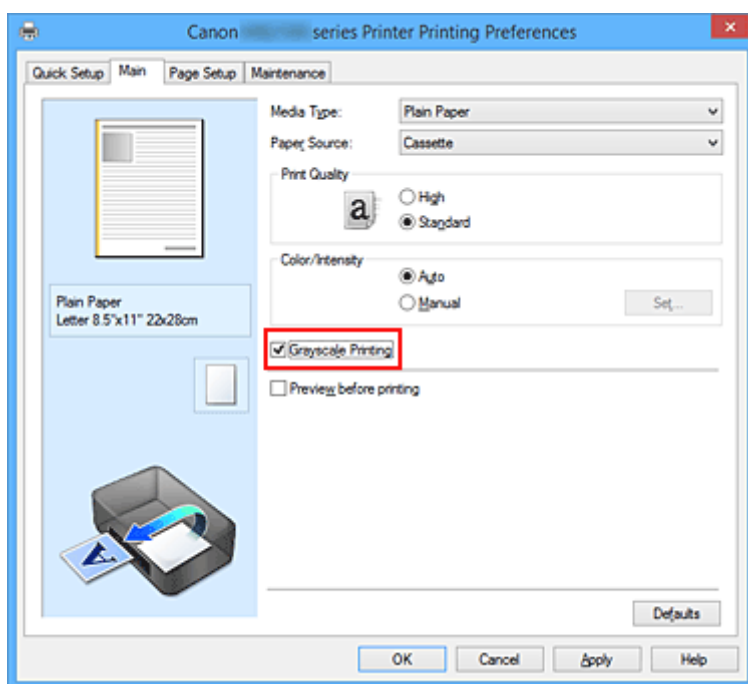 Canon series Printer Printing Preferences
Quick Setup Main Page Setup Maintenance
Media Type: Plain Paper
Paper Source: Cassette
Print Quality
a
High
Standard
Color/Intensity
Auto
Manual Set...
Plain Paper
Letter 8.5"x11" 22x28cm
Grayscale Printing
Preview before printing
A
Defaults
OK Cancel Apply Help